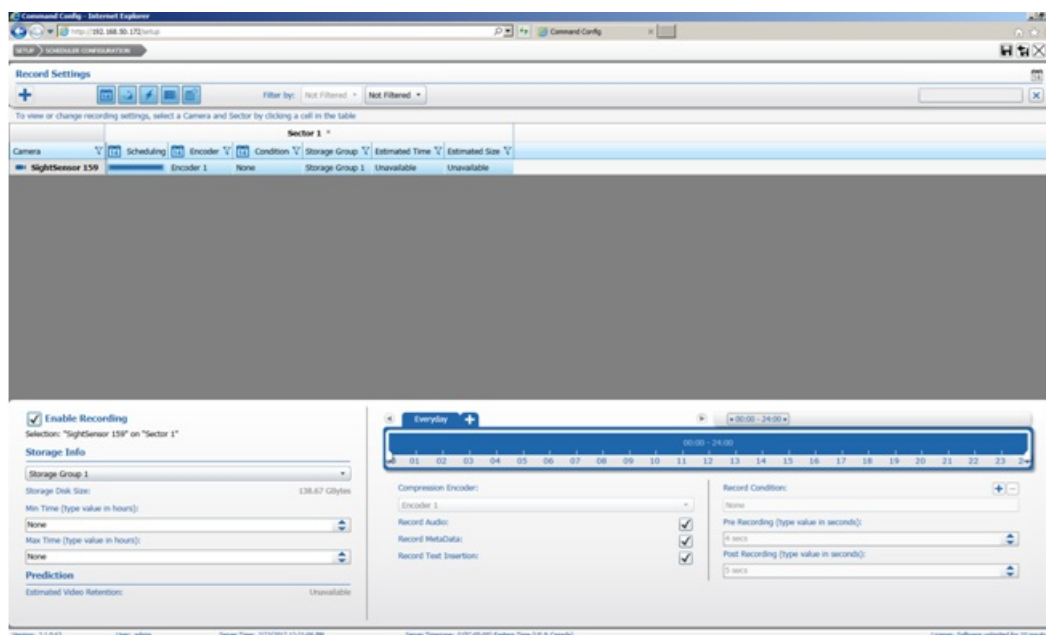 Command Config - Internet Explorer
http://192.168.50.172/setup
Command Config
SETUP SCHEDULER CONFIGURATION
Record Settings
Filter by: Not Filtered Not Filtered
To view or change recording settings, select a Camera and Sector by clicking a cell in the table
Sector 1
Camera Scheduling Encoder Condition Storage Group Estimated Time Estimated Size
SightSensor 159 Encoder 1 None Storage Group 1 Unavailable Unavailable
Enable Recording
Selection: "SightSensor 159" on "Sector 1"
Storage Info
Storage Group 1
Storage Disk Size: 138.67 GBytes
Min Time (type value in hours):
None
Max Time (type value in hours):
None
Prediction
Estimated Video Retention: Unavailable
Everyday
00:00 - 24:00
00:00 - 24:00
01 02 03 04 05 06 07 08 09 10 11 12 13 14 15 16 17 18 19 20 21 22 23
Compression Encoder:
Encoder 1
Record Audio:
Record MetaData:
Record Text Insertion:
Record Condition:
None
Pre Recording (type value in seconds):
4 secs
Post Recording (type value in seconds):
5 secs